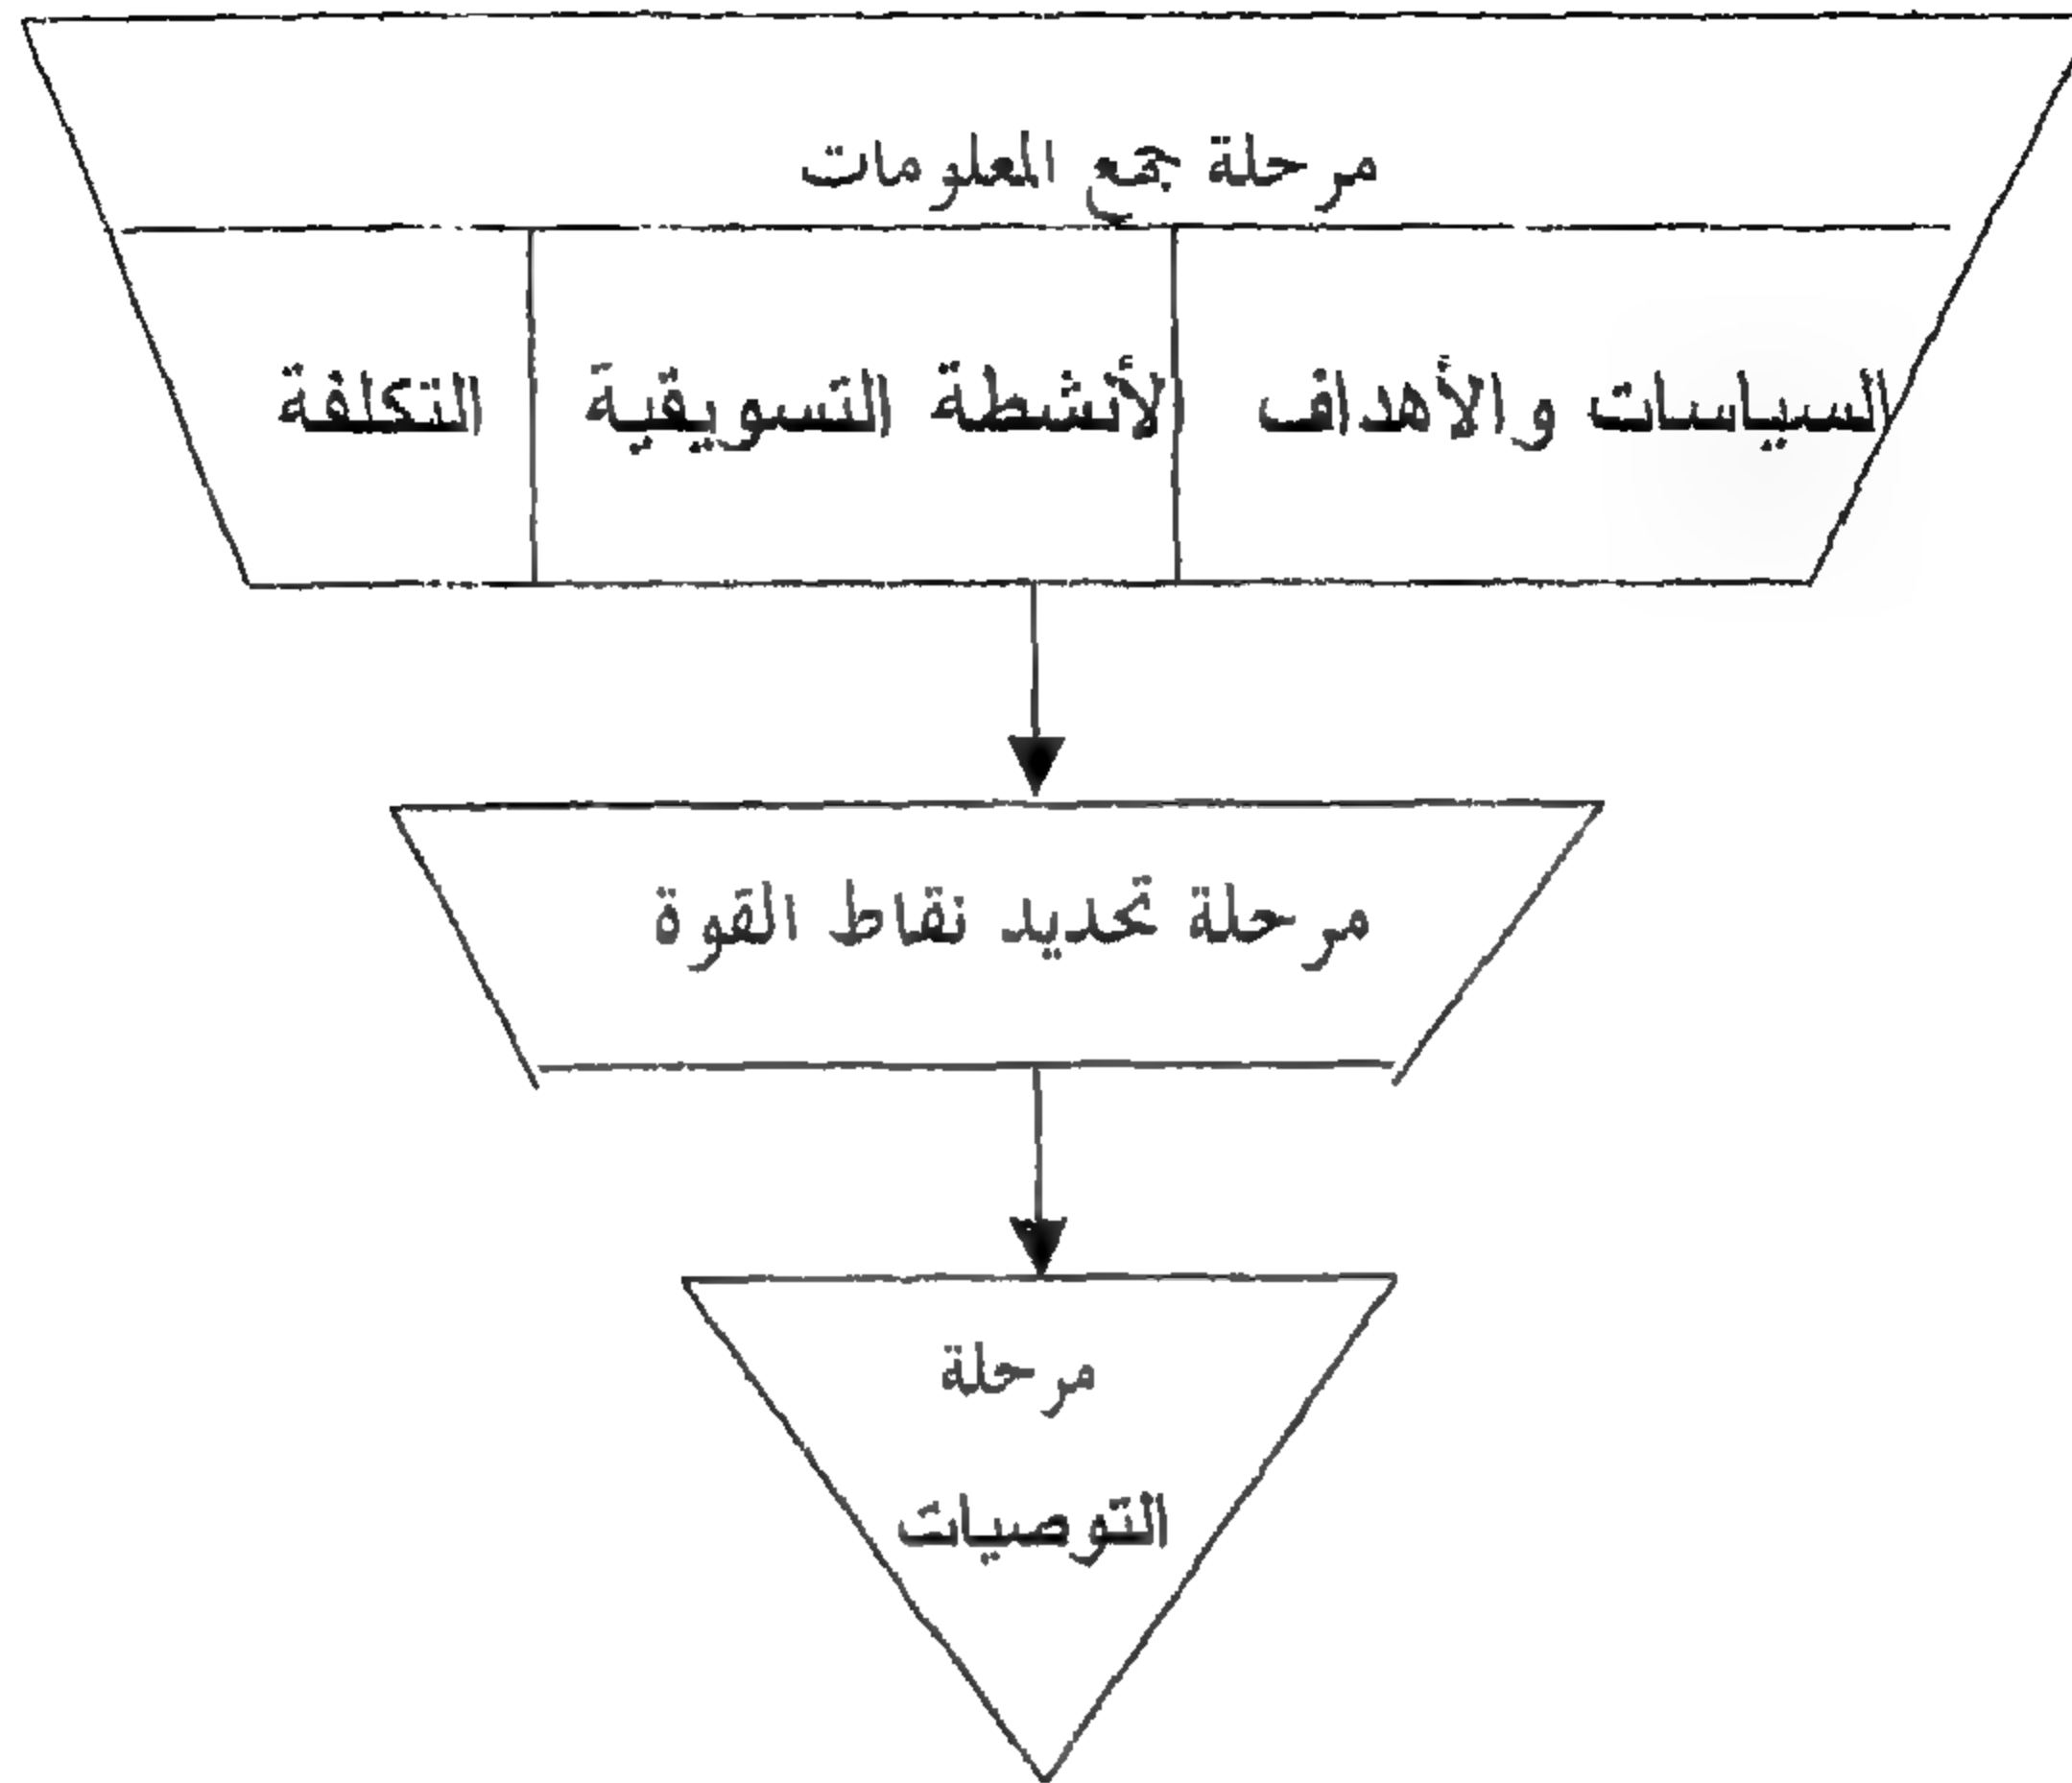 مرحلة جمع المعلومات
السياسات والأهداف
الأنشطة التسويقية
التكلفة
مرحلة تحديد نقاط القوة
مرحلة
التوصيات